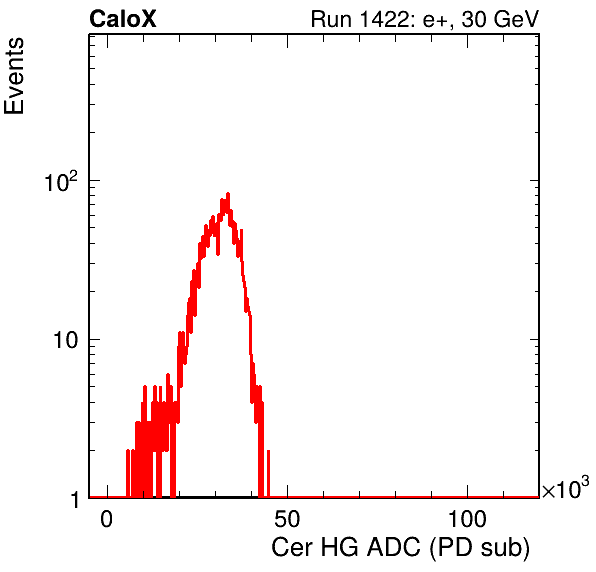 CaloX Run 1422: e+, 30 GeV
Events
10²
10
1
0 50 100 ×10³
Cer HG ADC (PD sub)